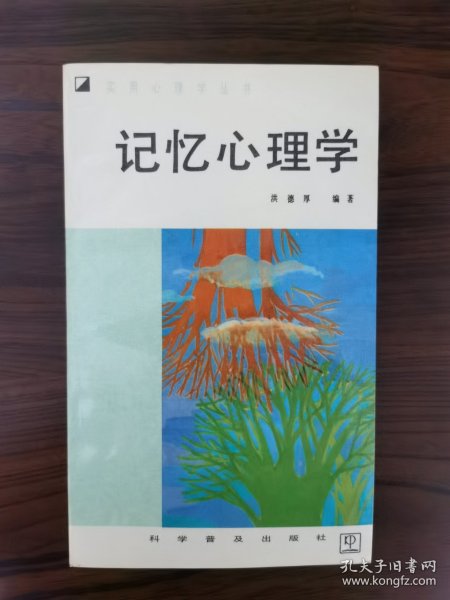 实用心理学丛书
记忆心理学
洪德厚 编著
科学普及出版社
孔夫子旧书网
www.kongfz.com